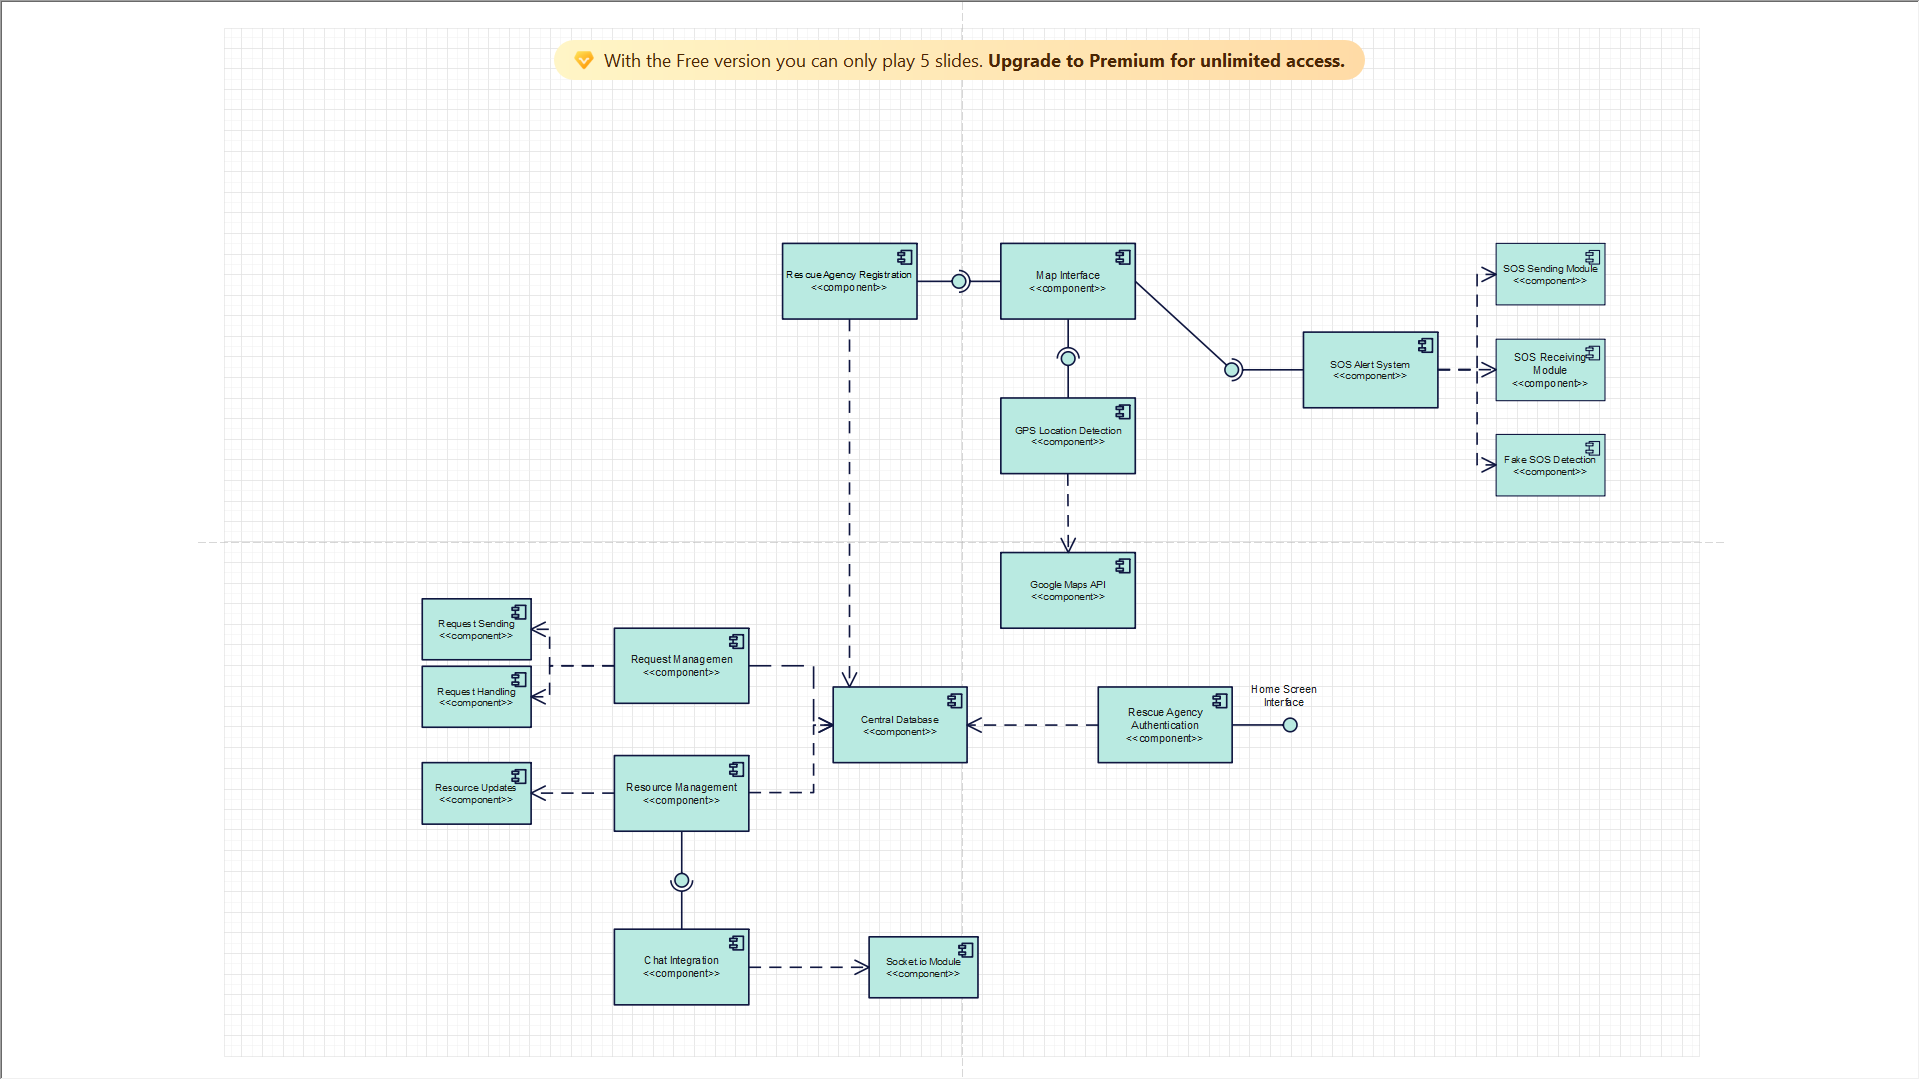 With the Free version you can only play 5 slides. Upgrade to Premium for unlimited access.
Rescue Agency Registration
<<component>>
Map Interface
<<component>>
SOS Sending Module
<<component>>
SOS Alert System
<<component>>
SOS Receiving
Module
<<component>>
GPS Location Detection
<<component>>
Fake SOS Detection
<<component>>
Google Maps API
<<component>>
Request Sending
<<component>>
Request Managemen
<<component>>
Request Handling
<<component>>
Central Database
<<component>>
Rescue Agency
Authentication
<<component>>
Home Screen
Interface
Resource Updates
<<component>>
Resource Management
<<component>>
Chat Integration
<<component>>
Socket.io Module
<<component>>